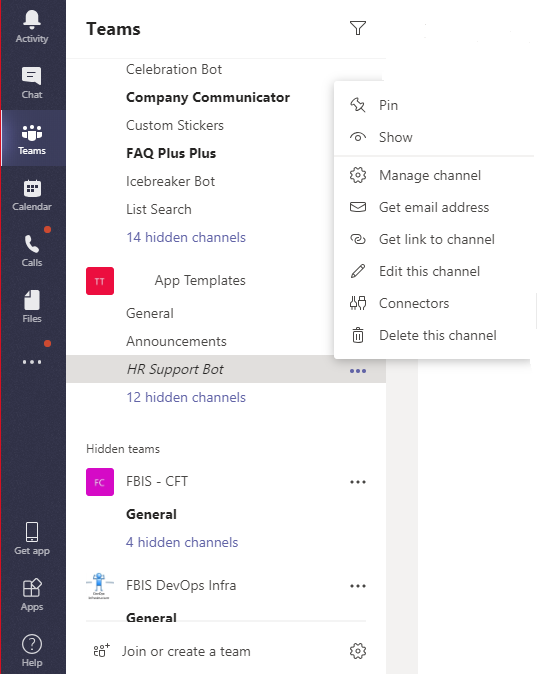 Activity
Chat
Teams
Calendar
Calls
Files
Get app
Apps
Help
Teams
Celebration Bot
Company Communicator
Custom Stickers
FAQ Plus Plus
Icebreaker Bot
List Search
14 hidden channels
TT
App Templates
General
Announcements
HR Support Bot
12 hidden channels
Hidden teams
FC
FBIS - CFT
General
4 hidden channels
FBIS DevOps Infra
General
Join or create a team
Pin
Show
Manage channel
Get email address
Get link to channel
Edit this channel
Connectors
Delete this channel